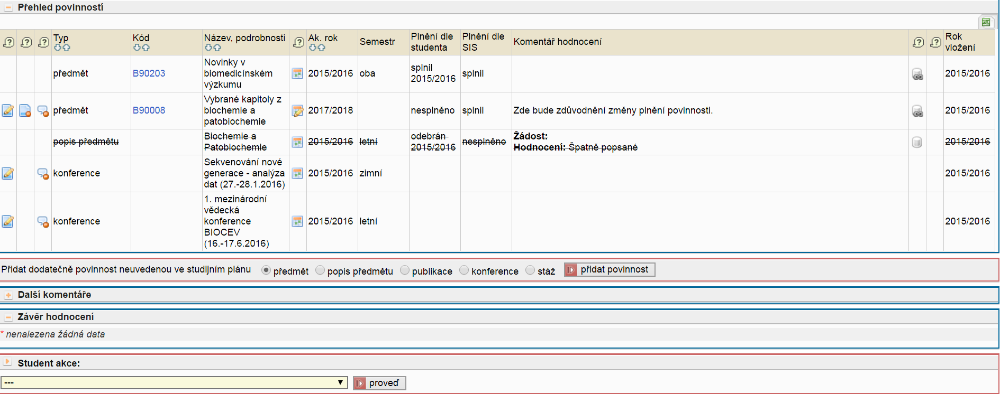 Přehled povinností
Typ Kód Název, podrobnosti Ak. rok Semestr Plnění dle studenta Plnění dle SIS Komentář hodnocení Rok vložení
předmět B90203 Novinky v biomedicínském výzkumu 2015/2016 oba splnil 2015/2016 splnil 2015/2016
předmět B90008 Vybrané kapitoly z biochemie a patobiochemie 2017/2018 nesplněno splnil Zde bude zdůvodnění změny plnění povinnosti. 2015/2016
popis předmětu Biochemie a Patobiochemie 2015/2016 letní odebrán 2015/2016 nesplněno Žádost: Hodnocení: Špatně popsané 2015/2016
konference Sekvenování nové generace - analýza dat (27.-28.1.2016) 2015/2016 zimní 2015/2016
konference 1. mezinárodní vědecká konference BIOCEV (16.-17.6.2016) 2015/2016 letní 2015/2016
Přidat dodatečně povinnost neuvedenou ve studijním plánu předmět popis předmětu publikace konference stáž přidat povinnost
Další komentáře
Závěr hodnocení
* nenalezena žádná data
Student akce:
--- proveď